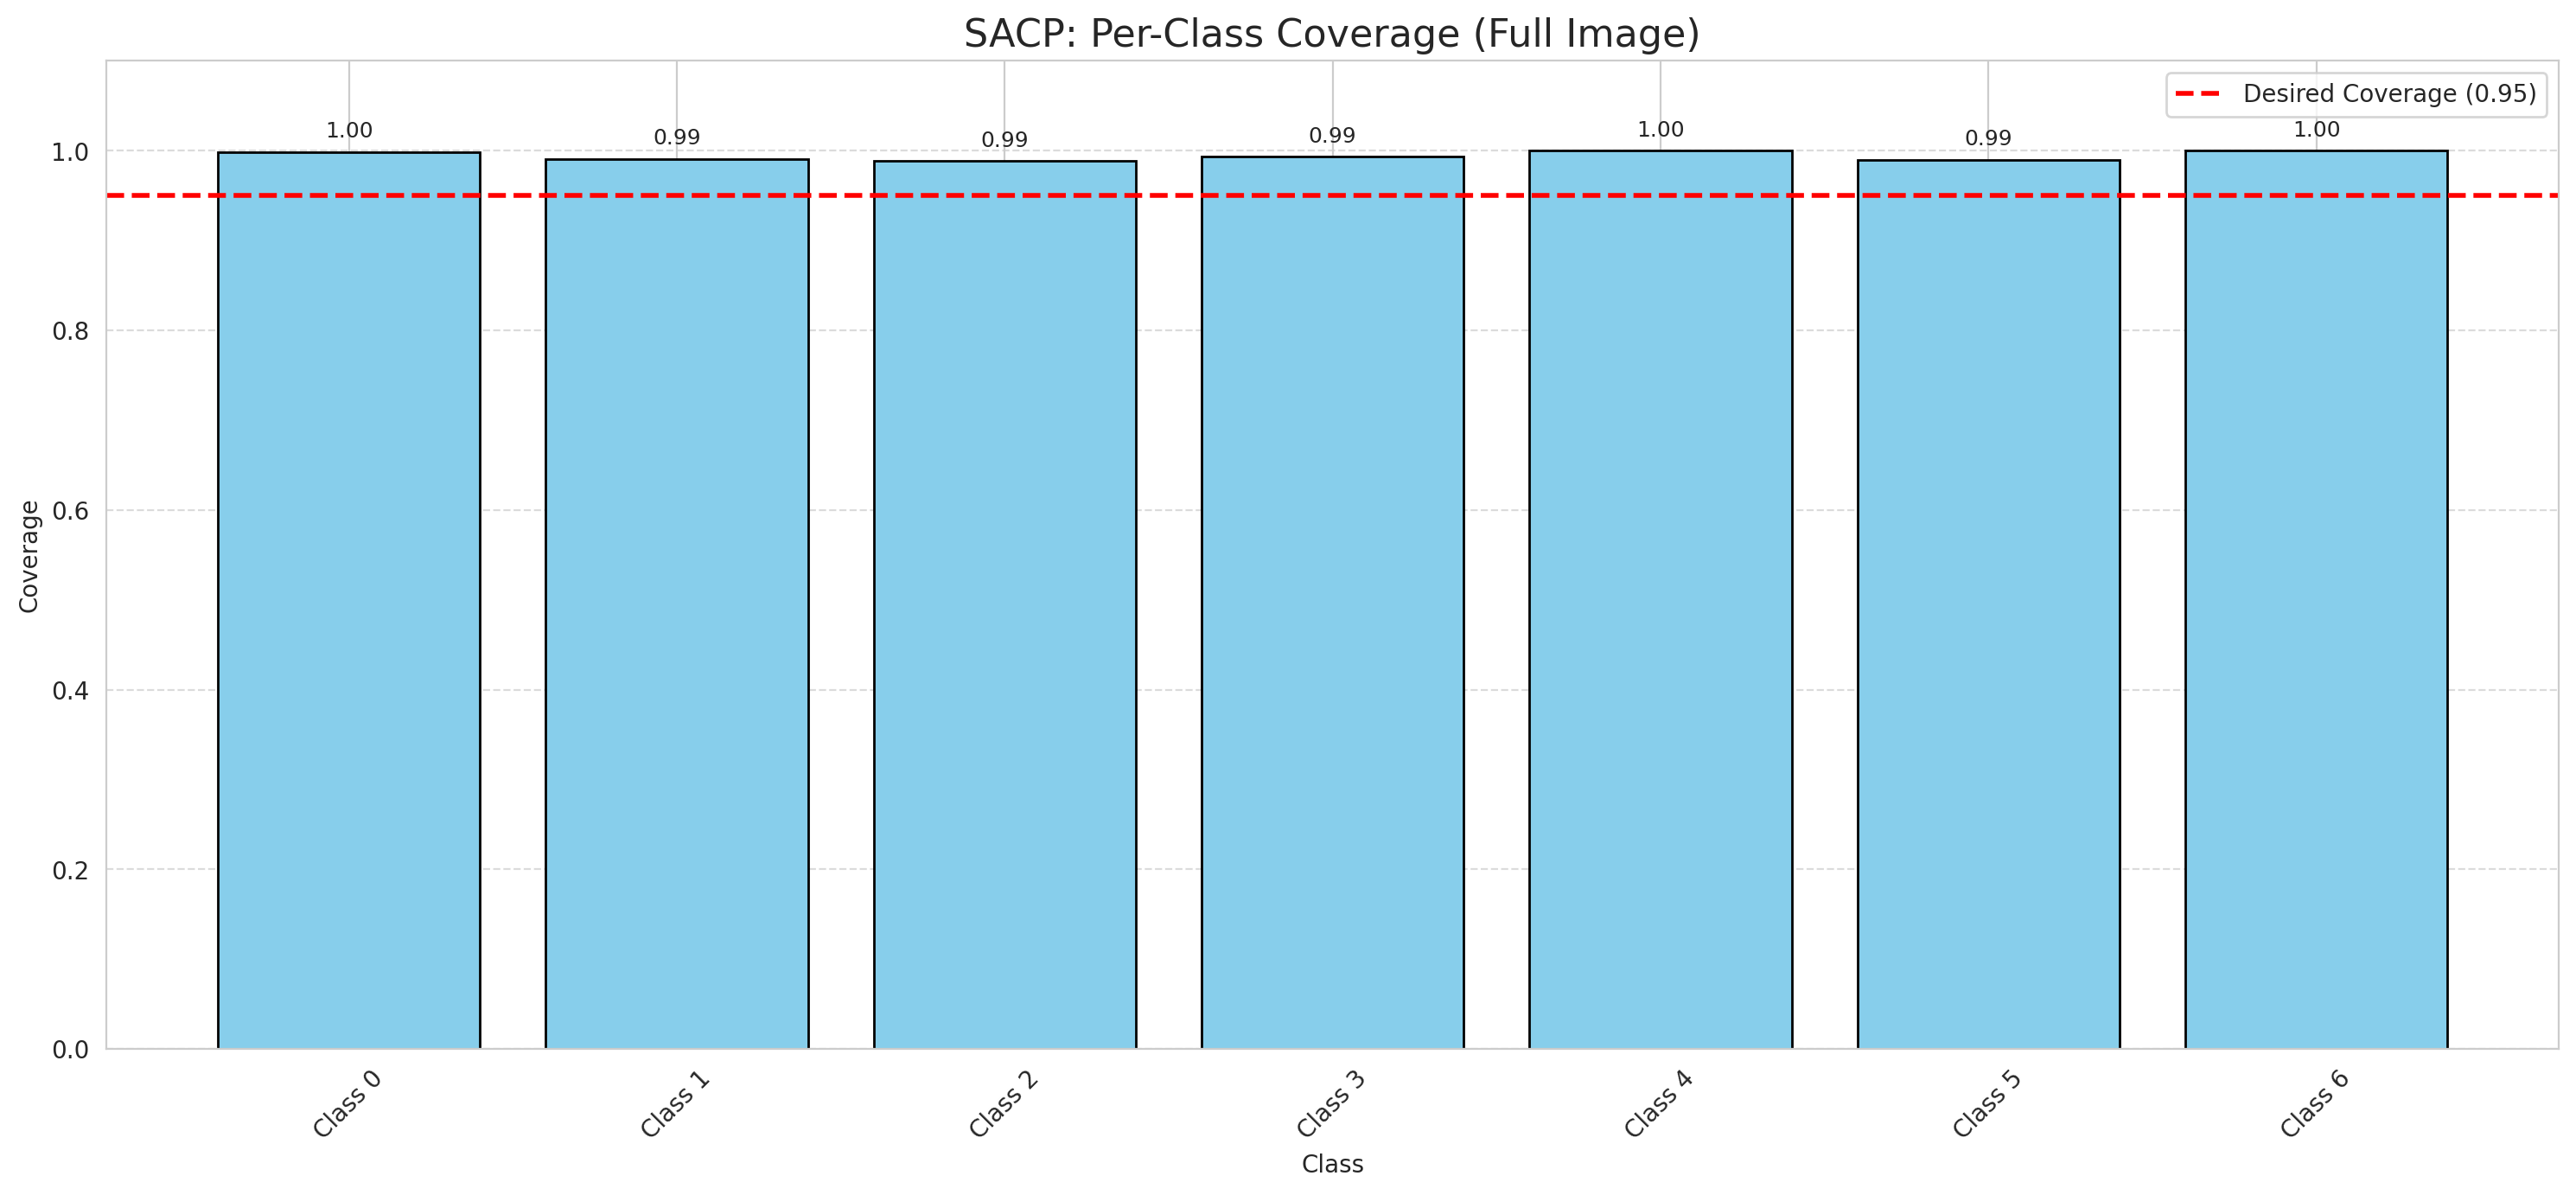 SACP: Per-Class Coverage (Full Image)
Desired Coverage (0.95)
1.00
0.99
0.99
0.99
1.00
0.99
1.00
1.0
0.8
0.6
0.4
0.2
0.0
Coverage
Class 0
Class 1
Class 2
Class 3
Class 4
Class 5
Class 6
Class